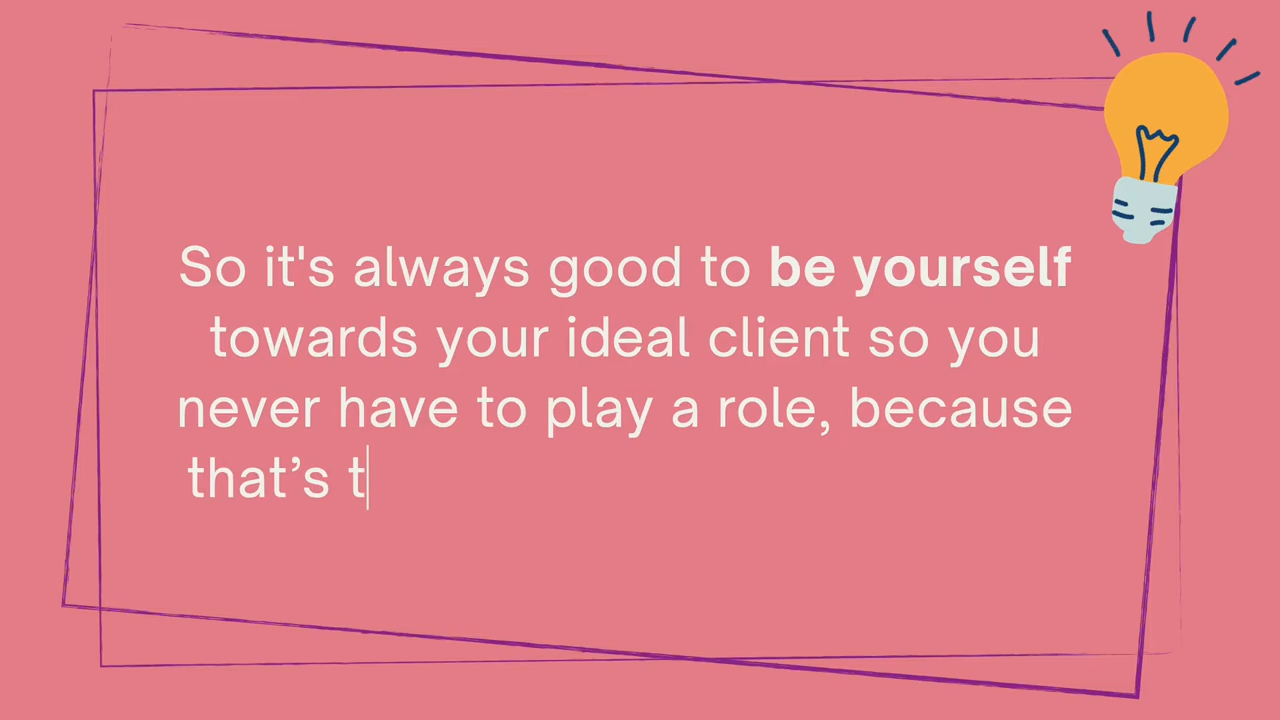 So it's always good to be yourself
towards your ideal client so you
never have to play a role, because
that’s t